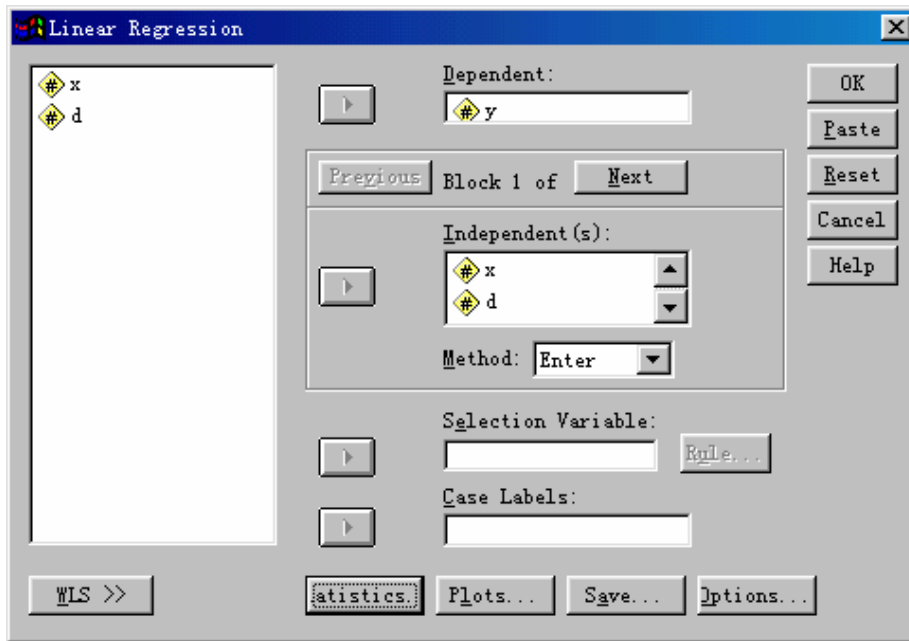 Linear Regression
x
d
Dependent:
y
Previous
Block 1 of
Next
Independent(s):
x
d
Method:
Enter
Selection Variable:
Rule...
Case Labels:
OK
Paste
Reset
Cancel
Help
WLS >>
atistics.
Plots...
Save...
Options...